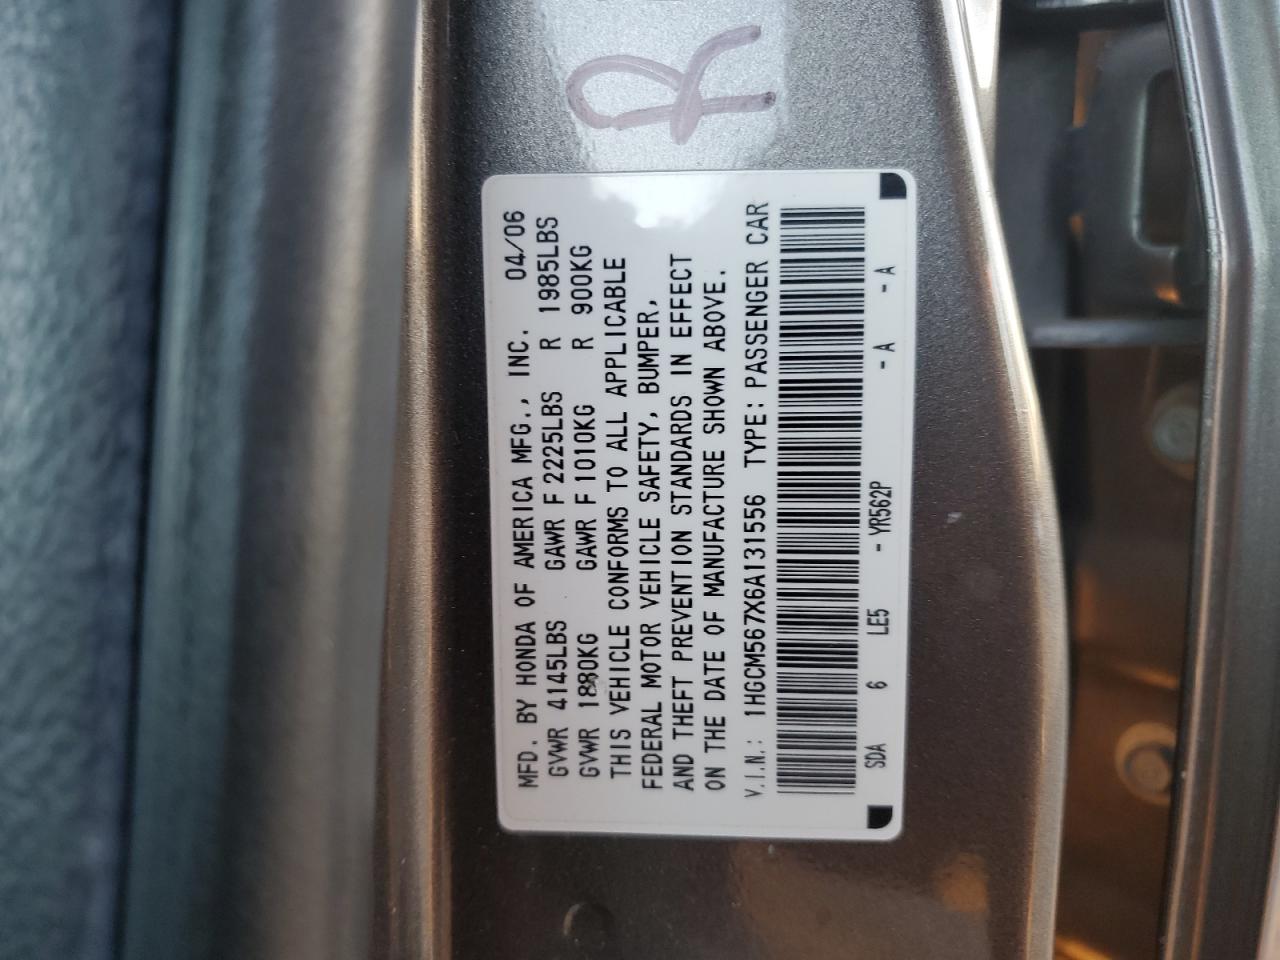 R
MFD. BY HONDA OF AMERICA MFG., INC. 04/06
GVWR 4145LBS GAWR F 2225LBS R 1985LBS
GVWR 1880KG GAWR F 1010KG R 900KG
THIS VEHICLE CONFORMS TO ALL APPLICABLE
FEDERAL MOTOR VEHICLE SAFETY, BUMPER,
AND THEFT PREVENTION STANDARDS IN EFFECT
ON THE DATE OF MANUFACTURE SHOWN ABOVE.
V.I.N.: 1HGCM567X6A131556 TYPE: PASSENGER CAR
SDA 6 LE5 - YR562P - A - A